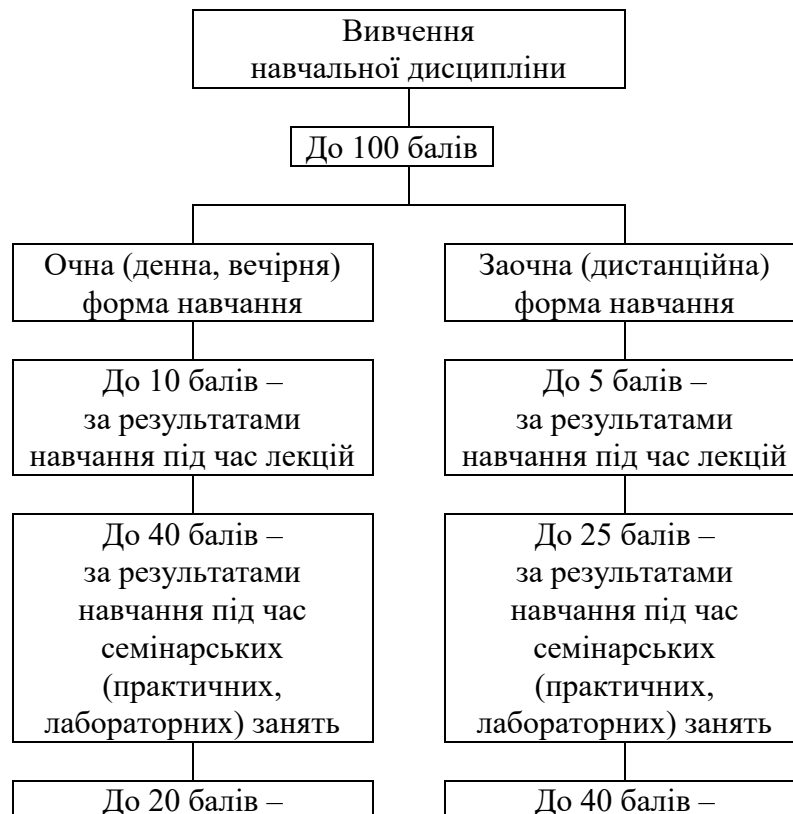 Вивчення
навчальної дисципліни
До 100 балів
Очна (денна, вечірня)
форма навчання
Заочна (дистанційна)
форма навчання
До 10 балів –
за результатами
навчання під час лекцій
До 5 балів –
за результатами
навчання під час лекцій
До 40 балів –
за результатами
навчання під час
семінарських
(практичних,
лабораторних) занять
До 25 балів –
за результатами
навчання під час
семінарських
(практичних,
лабораторних) занять
До 20 балів –
До 40 балів –